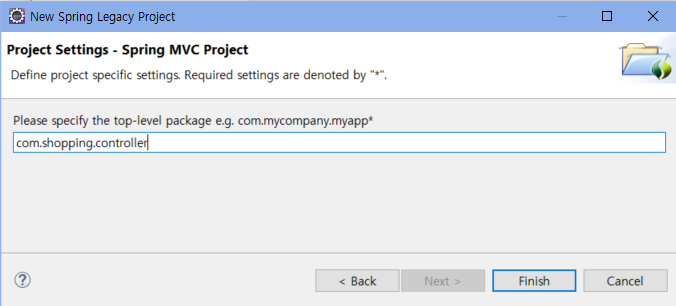 New Spring Legacy Project
Project Settings - Spring MVC Project
Define project specific settings. Required settings are denoted by "*".
Please specify the top-level package e.g. com.mycompany.myapp*
com.shopping.controller
? < Back Next > Finish Cancel